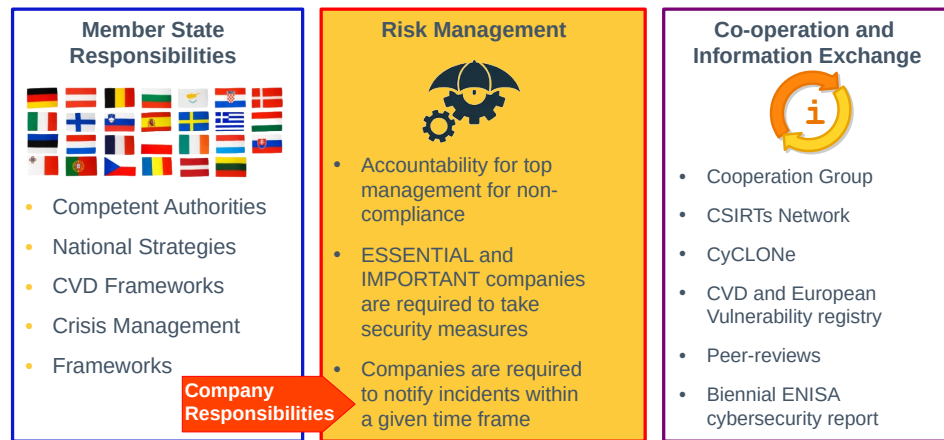 Member State
Responsibilities
• Competent Authorities
• National Strategies
• CVD Frameworks
• Crisis Management
• Frameworks
Company
Responsibilities
Risk Management
• Accountability for top
management for non-
compliance
• ESSENTIAL and
IMPORTANT companies
are required to take
security measures
• Companies are required
to notify incidents within
a given time frame
Co-operation and
Information Exchange
i
• Cooperation Group
• CSIRTs Network
• CyCLONe
• CVD and European
Vulnerability registry
• Peer-reviews
• Biennial ENISA
cybersecurity report